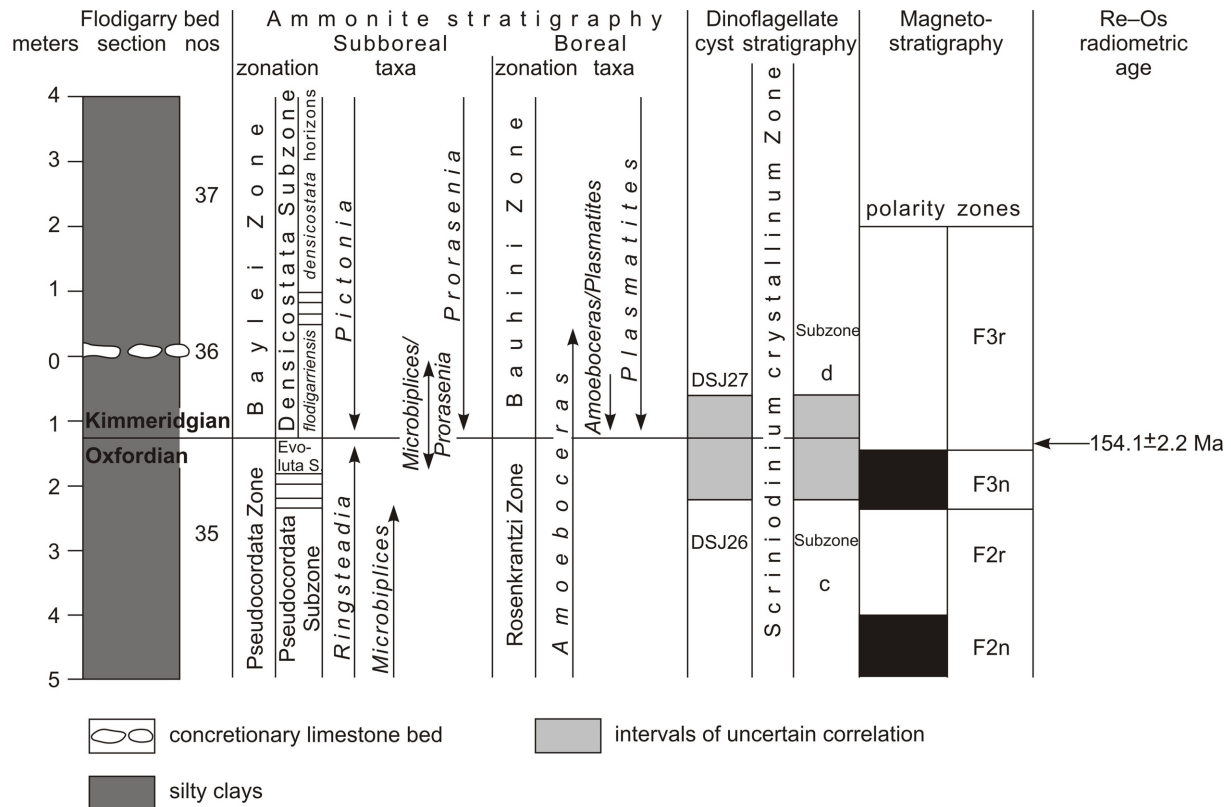 Flodigarry bed
meters section nos
Ammonite stratigraphy
Subboreal
Boreal
zonation taxa
zonation taxa
Dinoflagellate
cyst stratigraphy
Magneto-
stratigraphy
Re–Os
radiometric
age
4
3
2
1
0
1
2
3
4
5
37
36
35
Kimmeridgian
Oxfordian
Baylei Zone
Pseudocordata Zone
Densicostata Subzone
Evo-
luta S.
Pseudocordata
Subzone
densicostata horizons
flodigarriensis
Pictonia
Ringsteadia
Microbiplices
Microbiplices/
Prorasenia
Prorasenia
Bauhini Zone
Rosenkrantzi Zone
Amoeboceras
Amoeboceras/Plasmatites
Plasmatites
DSJ27
DSJ26
Scriniodinium crystallinum Zone
Subzone
d
Subzone
c
polarity zones
F3r
F3n
F2r
F2n
154.1±2.2 Ma
concretionary limestone bed
intervals of uncertain correlation
silty clays